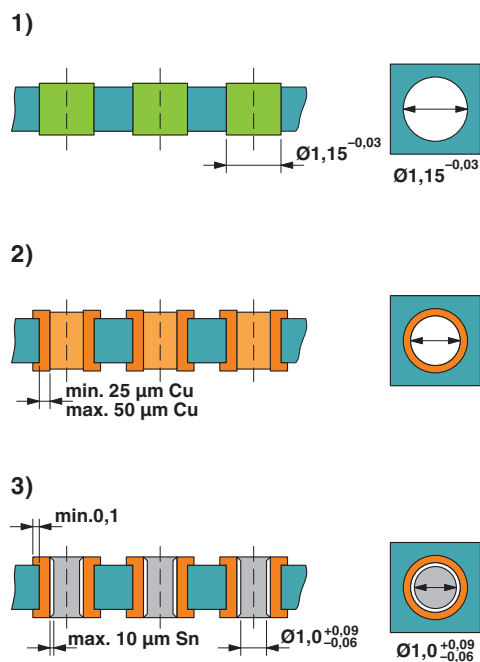 1)
Ø1,15 −0,03
Ø1,15 −0,03
2)
min. 25 µm Cu
max. 50 µm Cu
3)
min.0,1
max. 10 µm Sn
Ø1,0 +0,09 −0,06
Ø1,0 +0,09 −0,06